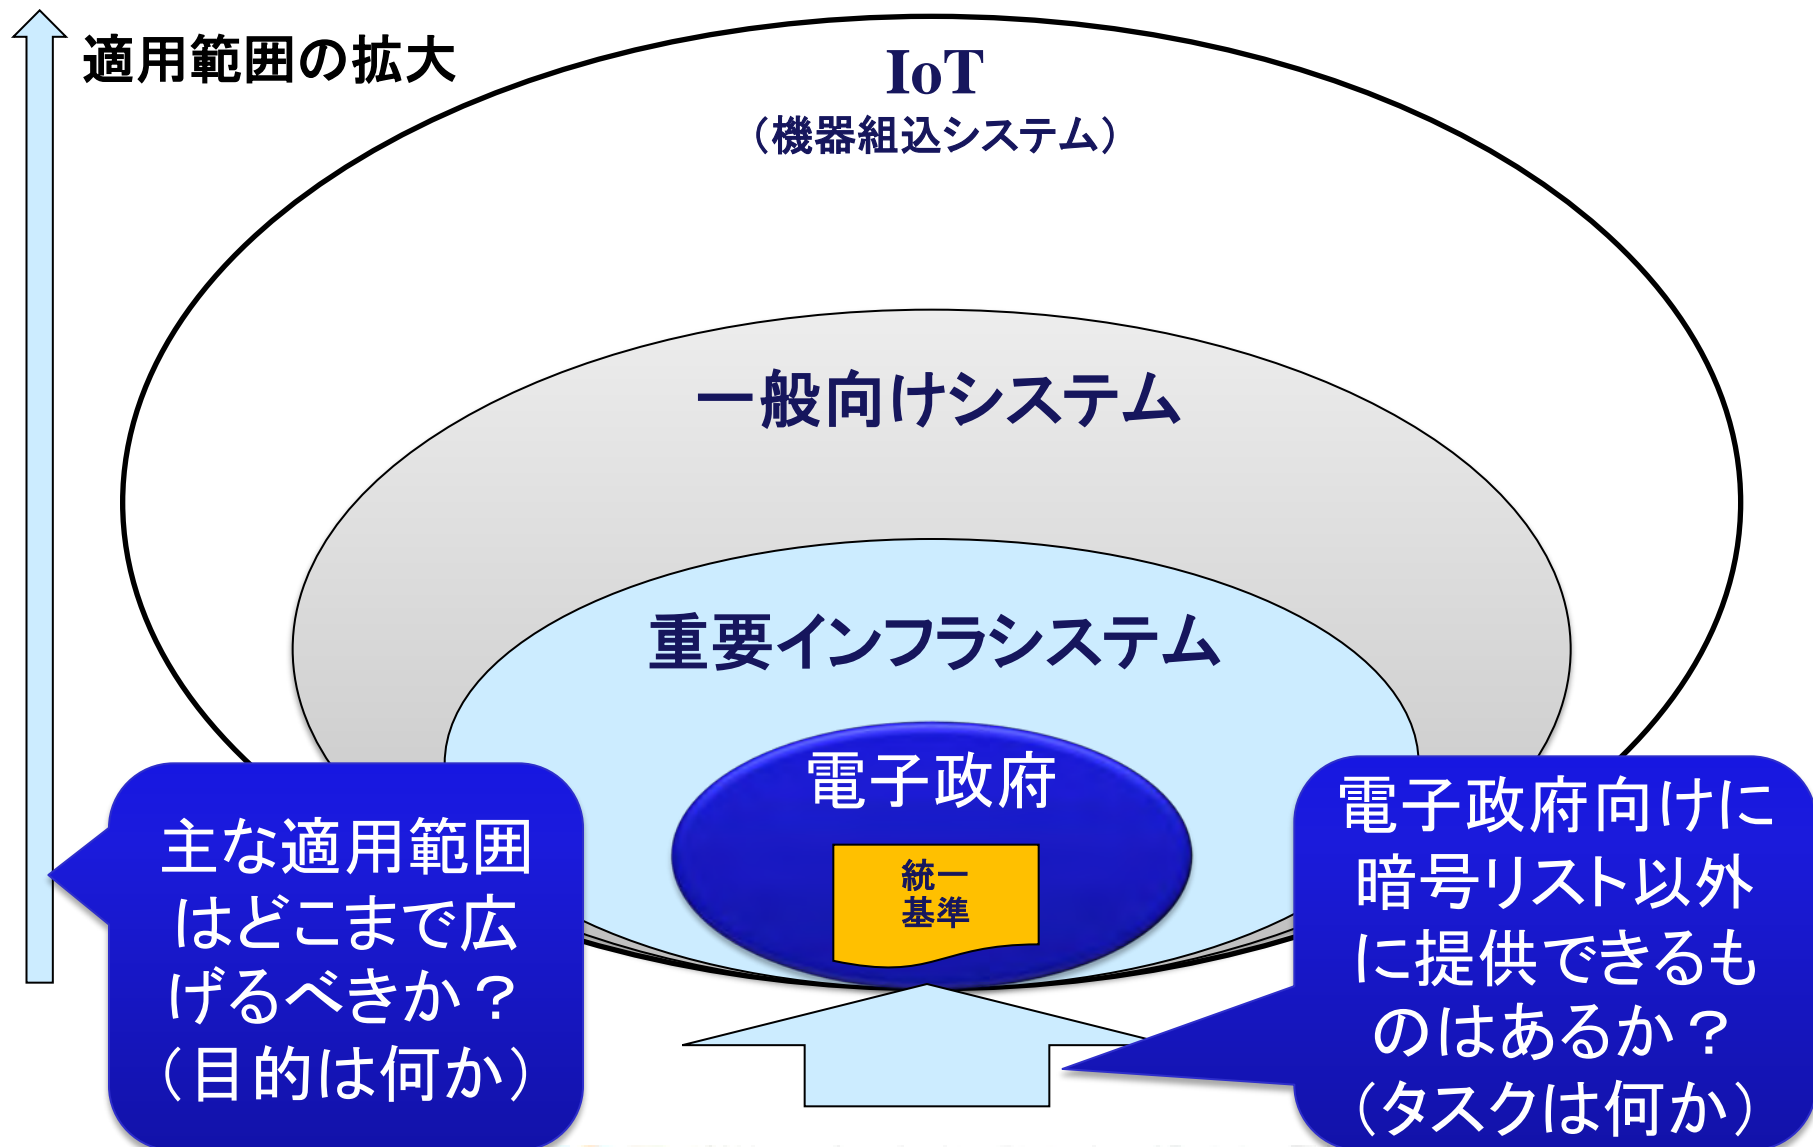 適用範囲の拡大
IoT
（機器組込システム）
一般向けシステム
重要インフラシステム
電子政府
統一
基準
主な適用範囲
はどこまで広
げるべきか？
（目的は何か）
電子政府向けに
暗号リスト以外
に提供できるも
のはあるか？
（タスクは何か）